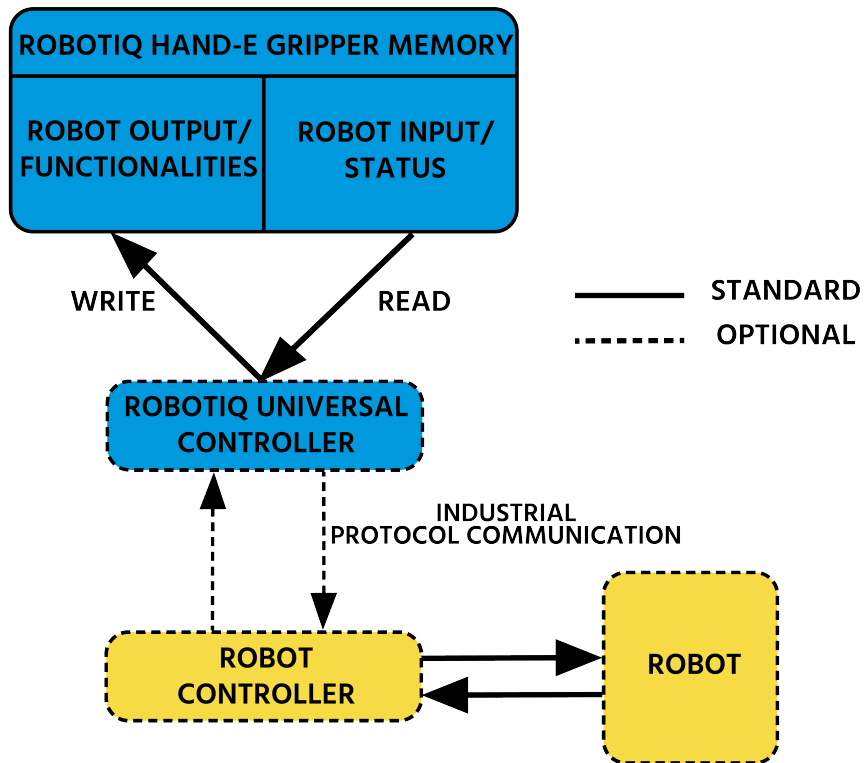 ROBOTIQ HAND-E GRIPPER MEMORY
ROBOT OUTPUT/
FUNCTIONALITIES
ROBOT INPUT/
STATUS
WRITE
READ
STANDARD
OPTIONAL
ROBOTIQ UNIVERSAL
CONTROLLER
INDUSTRIAL
PROTOCOL COMMUNICATION
ROBOT
CONTROLLER
ROBOT